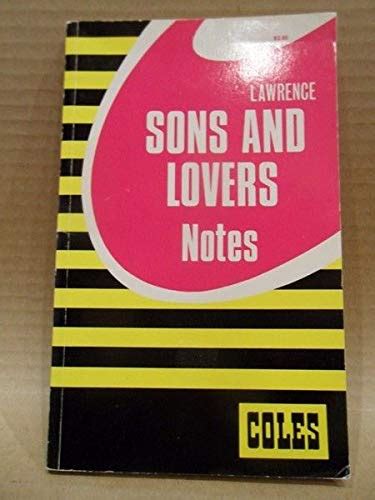 LAWRENCE
SONS AND
LOVERS
Notes
COLES